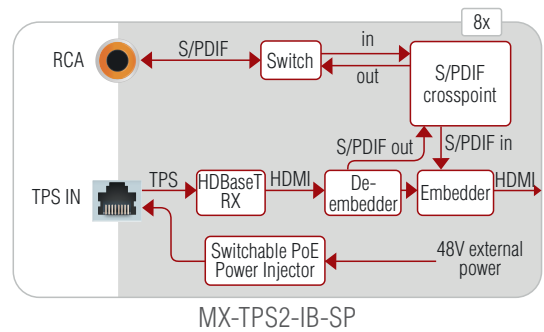 8x
RCA
S/PDIF
Switch
in
out
S/PDIF
crosspoint
S/PDIF out
S/PDIF in
TPS IN
TPS
HDBaseT
RX
HDMI
De-
embedder
Embedder
HDMI
Switchable PoE
Power Injector
48V external
power
MX-TPS2-IB-SP